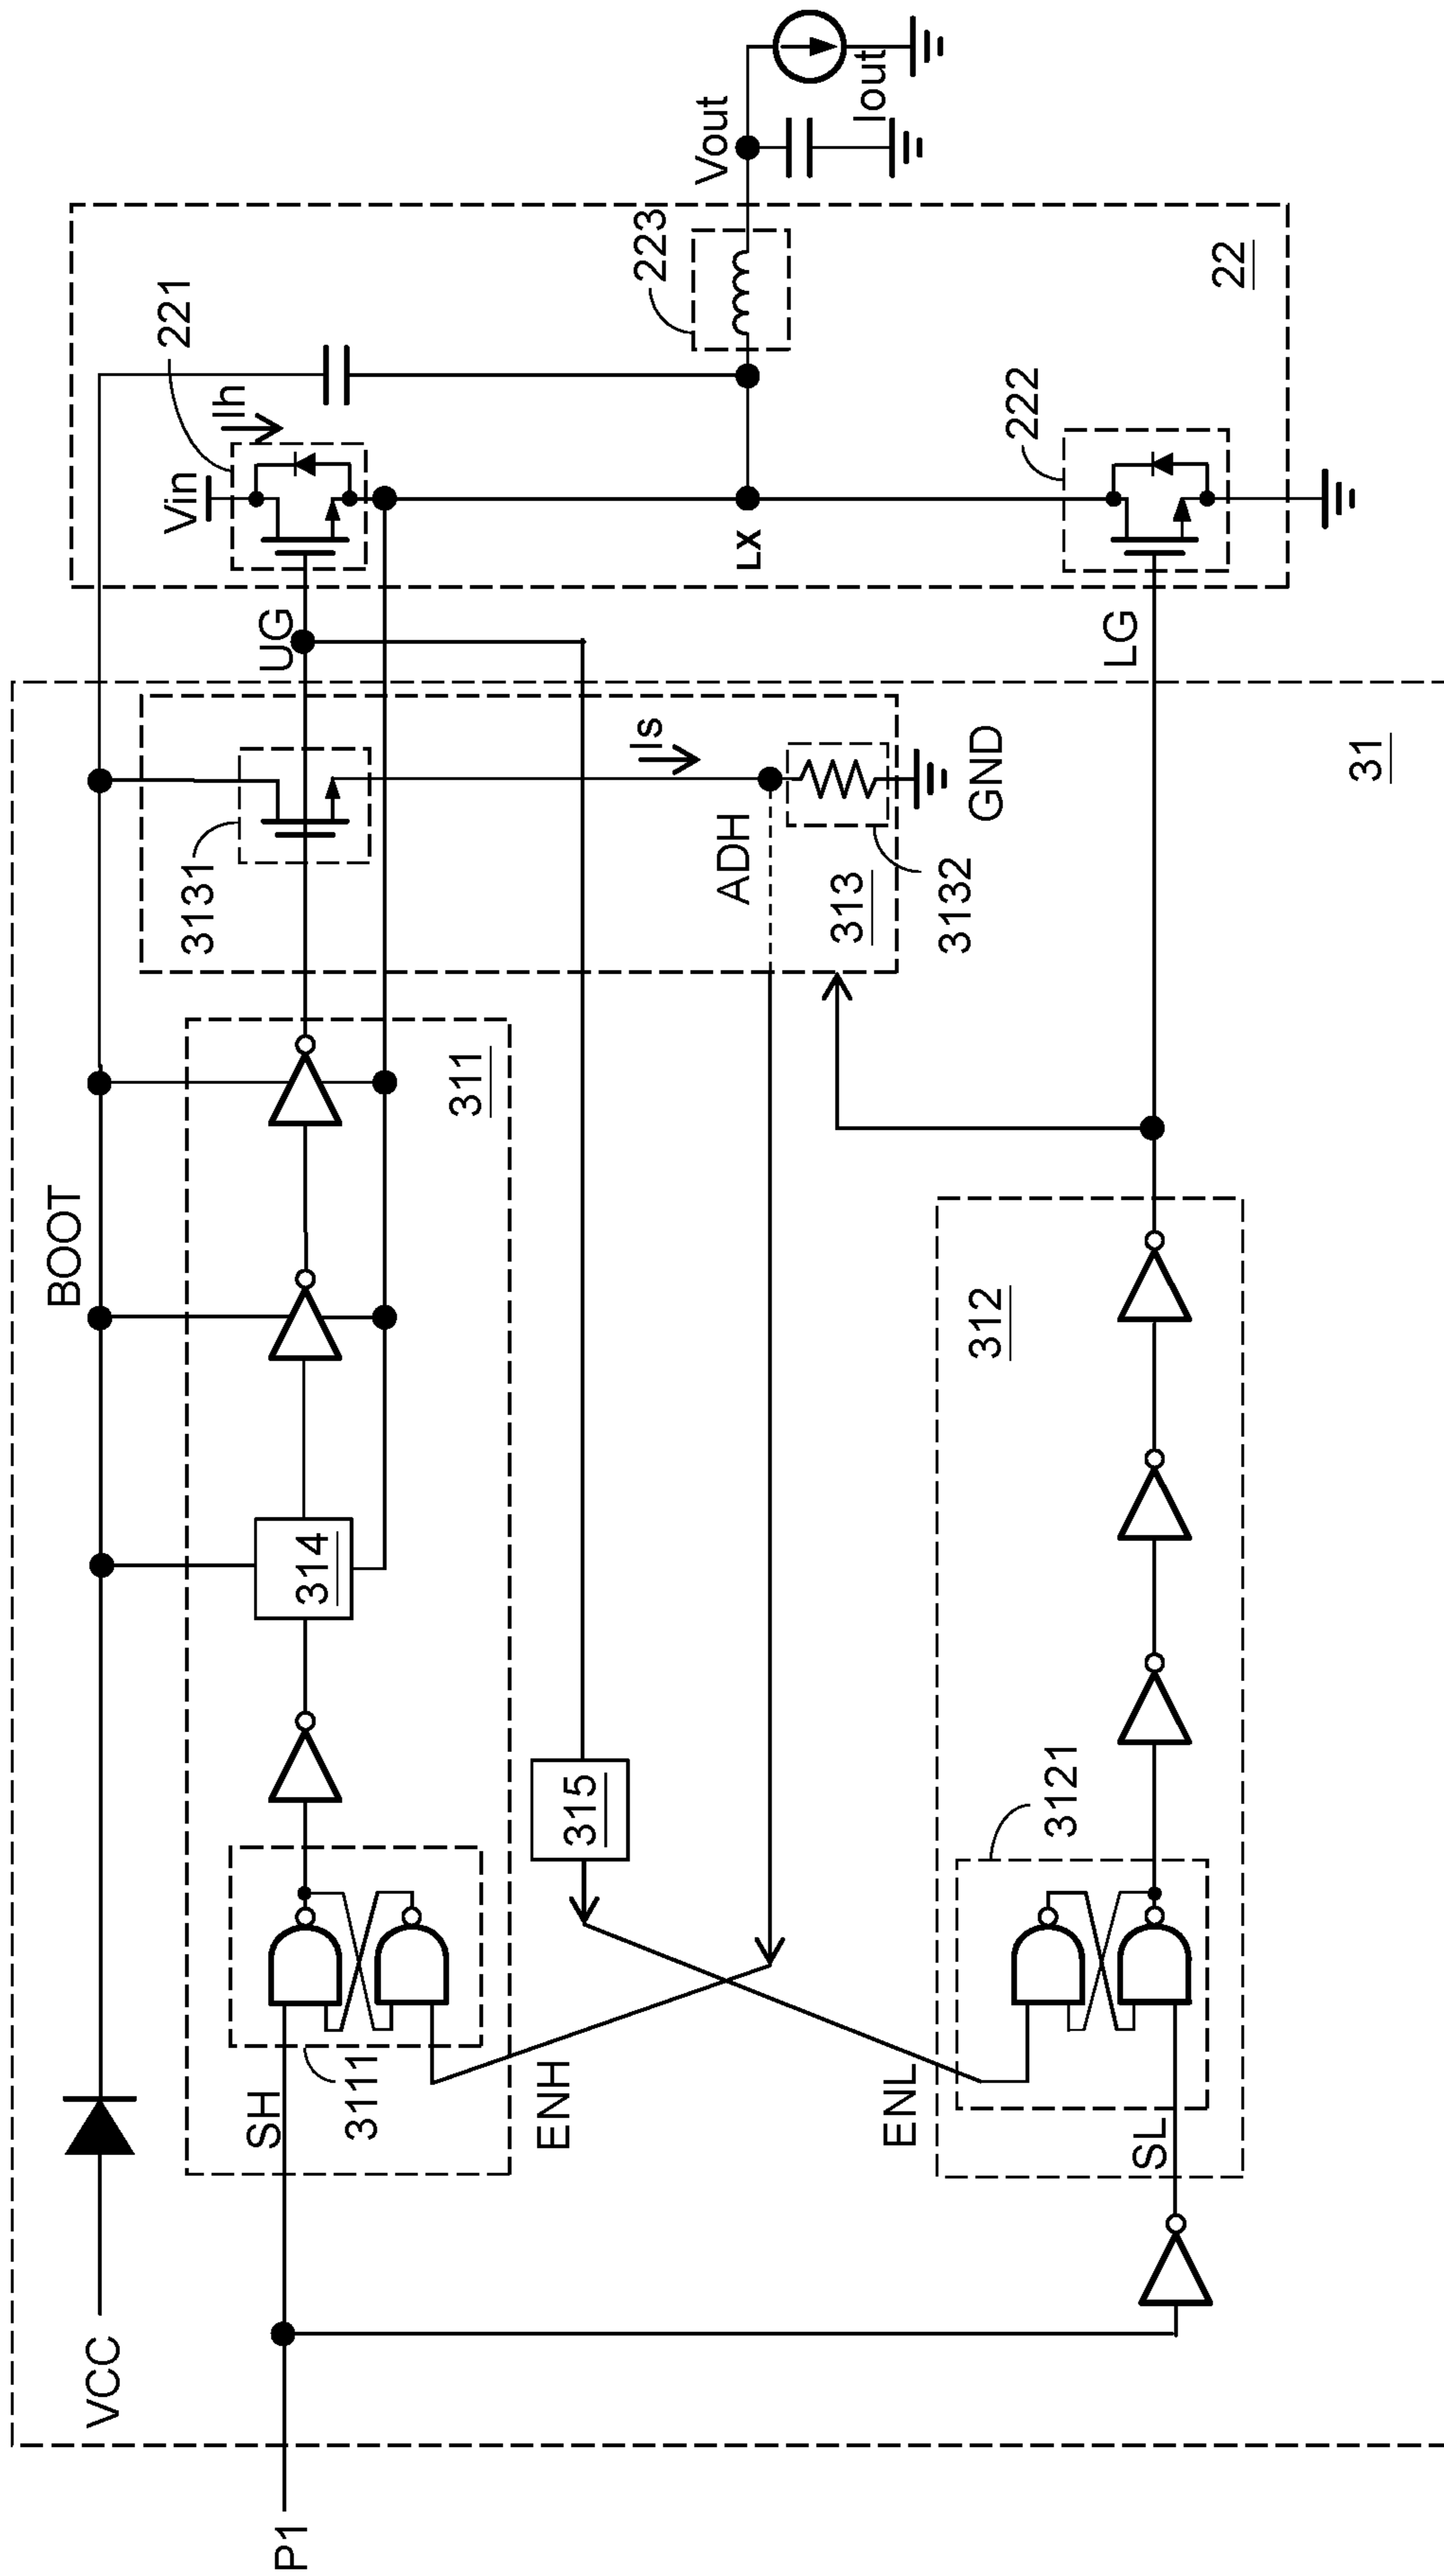 P1
VCC
SH
3111
ENH
ENL
SL
3121
315
314
311
312
BOOT
3131
ADH
313
3132
GND
Is
31
UG
LG
Lx
Vin
Ih
221
222
223
22
Vout
Iout